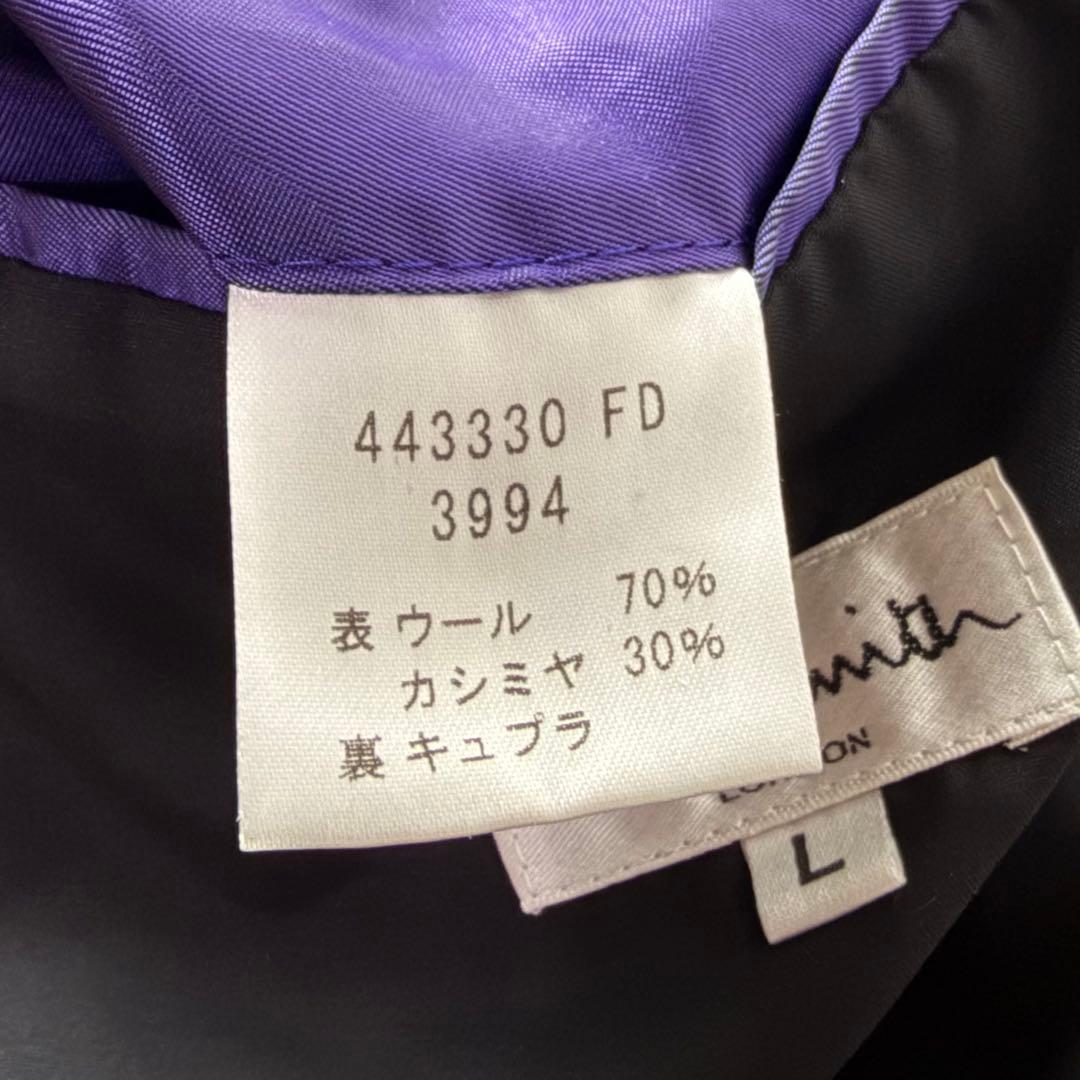 443330 FD
3994
表 ウール 70%
カシミヤ 30%
裏 キュプラ
L